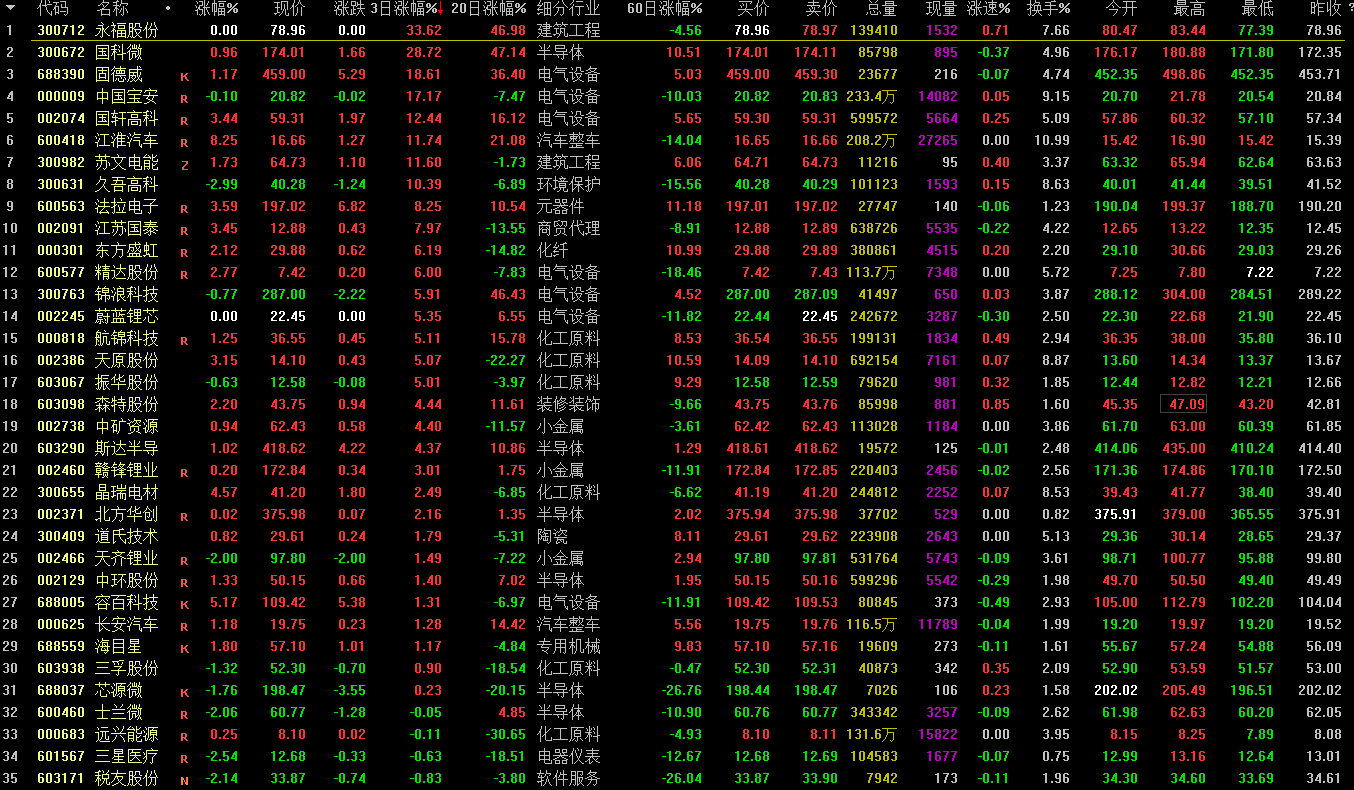 代码 名称 • 涨幅% 现价 涨跌 3日涨幅%↓ 20日涨幅% 细分行业 60日涨幅% 买价 卖价 总量 现量 涨速% 换手% 今开 最高 最低 昨收
1 300712 永福股份 0.00 78.96 0.00 33.62 46.98 建筑工程 -4.56 78.96 78.97 139410 1532 0.71 7.66 80.47 83.44 77.39 78.96
2 300672 国科微 0.96 174.01 1.66 28.72 47.14 半导体 10.51 174.01 174.11 85798 895 -0.37 4.96 176.17 180.88 171.80 172.35
3 688390 固德威 K 1.17 459.00 5.29 18.61 36.40 电气设备 5.03 459.00 459.30 23677 216 -0.07 4.74 452.35 498.86 452.35 453.71
4 000009 中国宝安 R -0.10 20.82 -0.02 17.17 -7.47 电气设备 -10.03 20.82 20.83 233.4万 14082 0.05 9.15 20.70 21.78 20.54 20.84
5 002074 国轩高科 R 3.44 59.31 1.97 12.44 16.12 电气设备 5.65 59.30 59.31 599572 5664 0.25 5.09 57.86 60.32 57.10 57.34
6 600418 江淮汽车 R 8.25 16.66 1.27 11.74 21.08 汽车整车 -14.04 16.65 16.66 208.2万 27265 0.00 10.99 15.42 16.90 15.42 15.39
7 300982 苏文电能 Z 1.73 64.73 1.10 11.60 -1.73 建筑工程 6.06 64.71 64.73 11216 95 0.40 3.37 63.32 65.94 62.64 63.63
8 300631 久吾高科 -2.99 40.28 -1.24 10.39 -6.89 环境保护 -15.56 40.28 40.29 101123 1593 0.15 8.63 40.01 41.44 39.51 41.52
9 600563 法拉电子 R 3.59 197.02 6.82 8.25 10.54 元器件 11.18 197.01 197.02 27747 140 -0.06 1.23 190.04 199.37 188.70 190.20
10 002091 江苏国泰 R 3.45 12.88 0.43 7.97 -13.55 商贸代理 -8.91 12.88 12.89 638726 5535 -0.22 4.22 12.65 13.22 12.35 12.45
11 000301 东方盛虹 R 2.12 29.88 0.62 6.19 -14.82 化纤 10.99 29.88 29.89 380861 4515 0.20 2.20 29.10 30.66 29.03 29.26
12 600577 精达股份 R 2.77 7.42 0.20 6.00 -7.83 电气设备 -18.46 7.42 7.43 113.7万 7348 0.00 5.72 7.25 7.80 7.22 7.22
13 300763 锦浪科技 -0.77 287.00 -2.22 5.91 46.43 电气设备 4.52 287.00 287.09 41497 650 0.03 3.87 288.12 304.00 284.51 289.22
14 002245 蔚蓝锂芯 0.00 22.45 0.00 5.35 6.55 电气设备 -11.82 22.44 22.45 242672 3287 -0.30 2.50 22.30 22.68 21.90 22.45
15 000818 航锦科技 R 1.25 36.55 0.45 5.11 15.78 化工原料 8.53 36.54 36.55 199131 1834 0.49 2.94 36.35 38.00 35.80 36.10
16 002386 天原股份 3.15 14.10 0.43 5.07 -22.27 化工原料 10.59 14.09 14.10 692154 7161 0.07 8.87 13.60 14.34 13.37 13.67
17 603067 振华股份 -0.63 12.58 -0.08 5.01 -3.97 化工原料 9.29 12.58 12.59 79620 981 0.32 1.85 12.44 12.82 12.21 12.66
18 603098 森特股份 2.20 43.75 0.94 4.44 11.61 装修装饰 -9.66 43.75 43.76 85998 881 0.85 1.60 45.35 47.09 43.20 42.81
19 002738 中矿资源 0.94 62.43 0.58 4.40 -11.57 小金属 -3.61 62.42 62.43 113028 1184 0.00 3.86 61.70 63.00 60.39 61.85
20 603290 斯达半导 1.02 418.62 4.22 4.37 10.86 半导体 1.29 418.61 418.62 19572 125 -0.01 2.48 414.06 435.00 410.24 414.40
21 002460 赣锋锂业 R 0.20 172.84 0.34 3.01 1.75 小金属 -11.91 172.84 172.85 220403 2456 -0.02 2.56 171.36 174.86 170.10 172.50
22 300655 晶瑞电材 4.57 41.20 1.80 2.49 -6.85 化工原料 -6.62 41.19 41.20 244812 2252 0.07 8.53 39.43 41.77 38.40 39.40
23 002371 北方华创 R 0.02 375.98 0.07 2.16 1.35 半导体 2.02 375.94 375.98 37702 529 0.00 0.82 375.91 379.00 365.55 375.91
24 300409 道氏技术 0.82 29.61 0.24 1.79 -5.31 陶瓷 8.11 29.61 29.62 223908 2643 0.00 5.13 29.36 30.14 28.65 29.37
25 002466 天齐锂业 R -2.00 97.80 -2.00 1.49 -7.22 小金属 2.94 97.80 97.81 531764 5743 -0.09 3.61 98.71 100.77 95.88 99.80
26 002129 中环股份 R 1.33 50.15 0.66 1.40 7.02 半导体 1.95 50.15 50.16 599296 5542 -0.29 1.98 49.70 50.50 49.40 49.49
27 688005 容百科技 K 5.17 109.42 5.38 1.31 -6.97 电气设备 -11.91 109.42 109.53 80845 373 -0.49 2.93 105.00 112.79 102.20 104.04
28 000625 长安汽车 R 1.18 19.75 0.23 1.28 14.42 汽车整车 5.56 19.75 19.76 116.5万 11789 -0.04 1.99 19.20 19.97 19.20 19.52
29 688559 海目星 K 1.80 57.10 1.01 1.17 -4.84 专用机械 9.83 57.10 57.16 19609 273 -0.11 1.61 55.67 57.24 54.88 56.09
30 603938 三孚股份 -1.32 52.30 -0.70 0.90 -18.54 化工原料 -0.47 52.30 52.31 40873 342 0.35 2.09 52.90 53.59 51.57 53.00
31 688037 芯源微 K -1.76 198.47 -3.55 0.23 -20.15 半导体 -26.76 198.44 198.47 7026 106 0.23 1.58 202.02 205.49 196.51 202.02
32 600460 士兰微 R -2.06 60.77 -1.28 -0.05 4.85 半导体 -10.90 60.76 60.77 343342 3257 -0.09 2.62 61.98 62.63 60.20 62.05
33 000683 远兴能源 R 0.25 8.10 0.02 -0.11 -30.65 化工原料 -4.93 8.10 8.11 131.6万 15822 0.00 3.95 8.15 8.25 7.89 8.08
34 601567 三星医疗 R -2.54 12.68 -0.33 -0.63 -18.51 电器仪表 -12.67 12.68 12.69 104583 1677 -0.07 0.75 12.99 13.16 12.64 13.01
35 603171 税友股份 N -2.14 33.87 -0.74 -0.83 -3.80 软件服务 -26.04 33.87 33.90 7942 173 -0.11 1.96 34.30 34.60 33.69 34.61